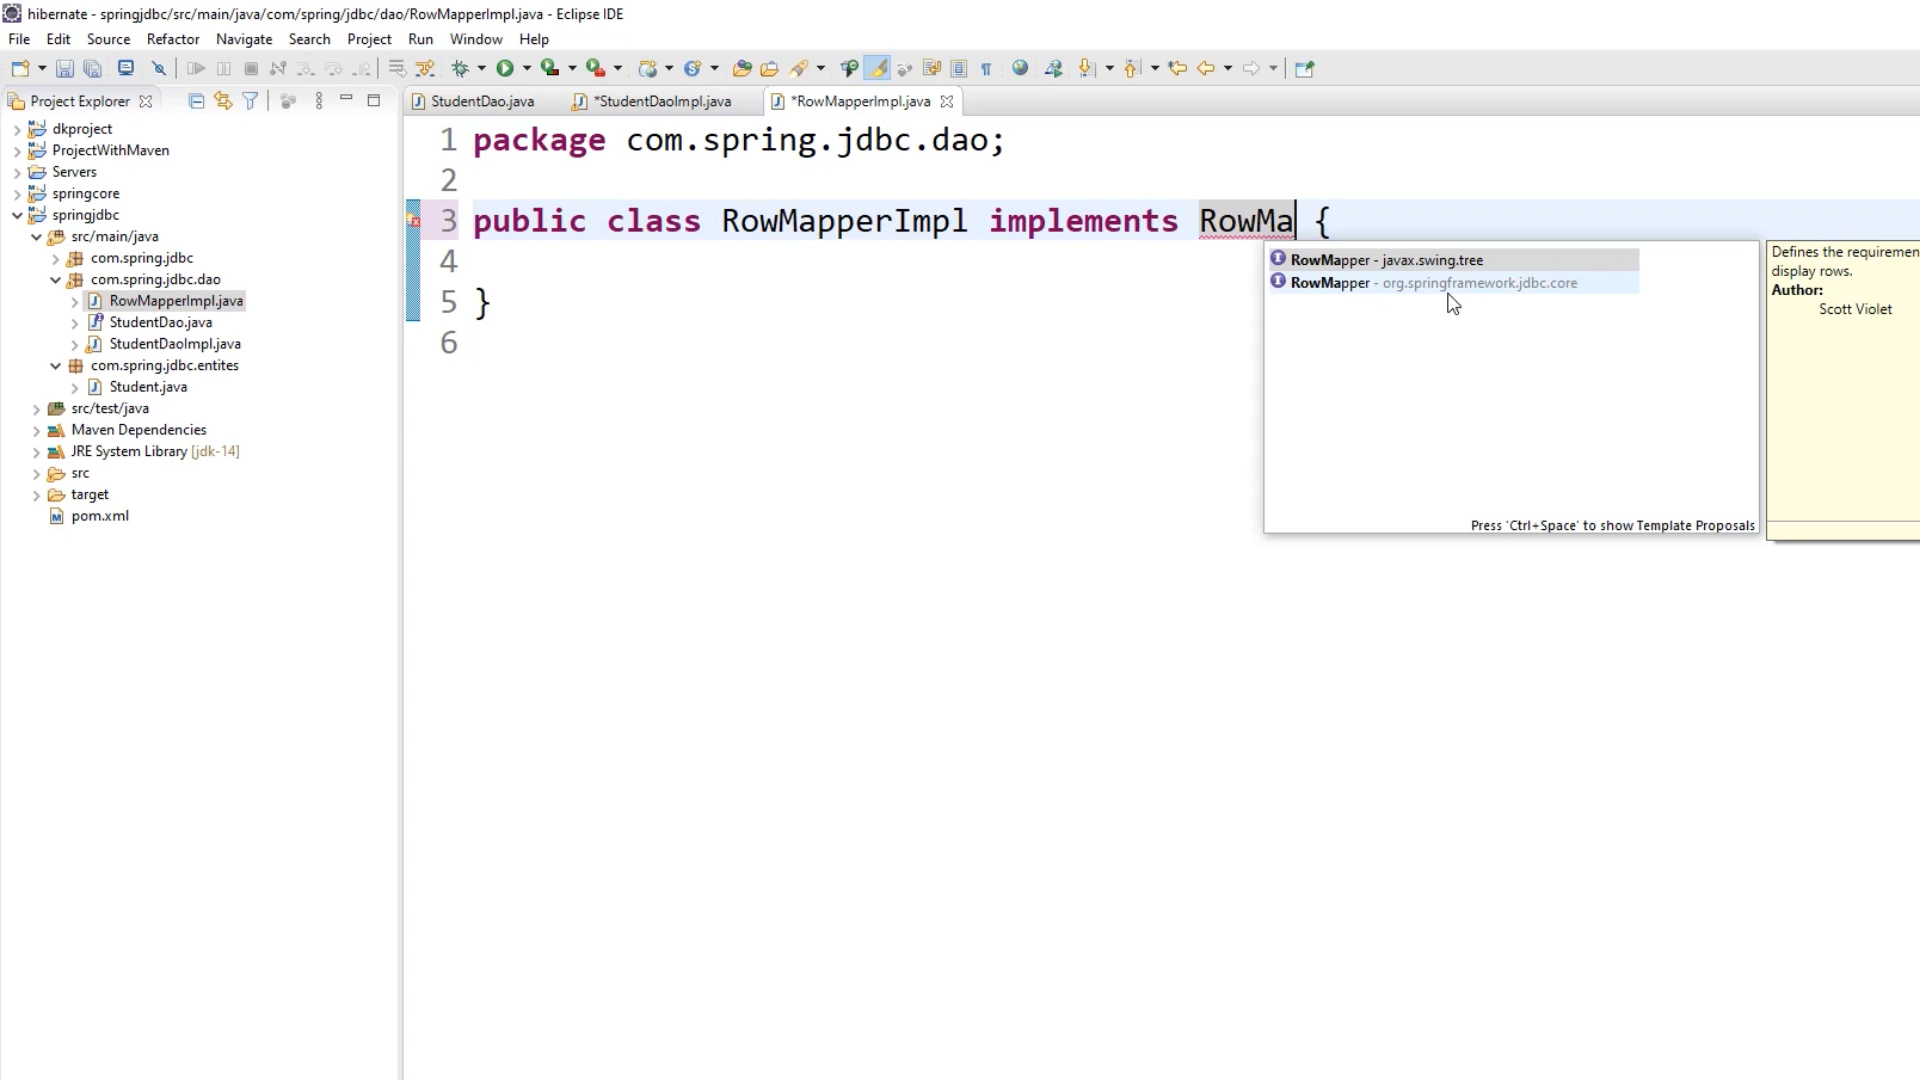 hibernate - springjdbc/src/main/java/com/spring/jdbc/dao/RowMapperImpl.java - Eclipse IDE
File Edit Source Refactor Navigate Search Project Run Window Help
Project Explorer
dkproject
ProjectWithMaven
Servers
springcore
springjdbc
src/main/java
com.spring.jdbc
com.spring.jdbc.dao
RowMapperImpl.java
StudentDao.java
StudentDaoImpl.java
com.spring.jdbc.entites
Student.java
src/test/java
Maven Dependencies
JRE System Library [jdk-14]
src
target
pom.xml
StudentDao.java *StudentDaoImpl.java *RowMapperImpl.java
1 package com.spring.jdbc.dao;
2
3 public class RowMapperImpl implements RowMa {
4
5 }
6
RowMapper - javax.swing.tree
RowMapper - org.springframework.jdbc.core
Press 'Ctrl+Space' to show Template Proposals
Defines the requiremen
display rows.
Author:
Scott Violet